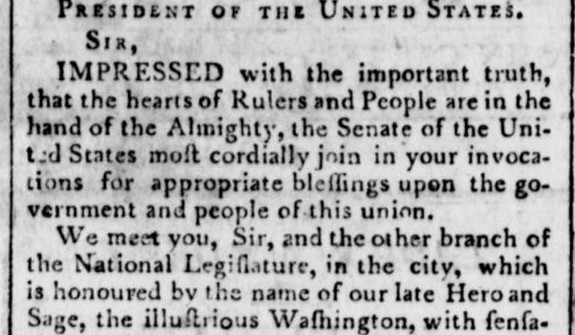 PRESIDENT OF THE UNITED STATES.
SIR,
IMPRESSED with the important truth,
that the hearts of Rulers and People are in the
hand of the Almighty, the Senate of the Uni-
ted States moſt cordially join in your invoca-
tions for appropriate bleſſings upon the go-
vernment and people of this union.
We meet you, Sir, and the other branch of
the National Legiſlature, in the city, which
is honoured by the name of our late Hero and
Sage, the illuſtrious Waſhington, with ſenſa-